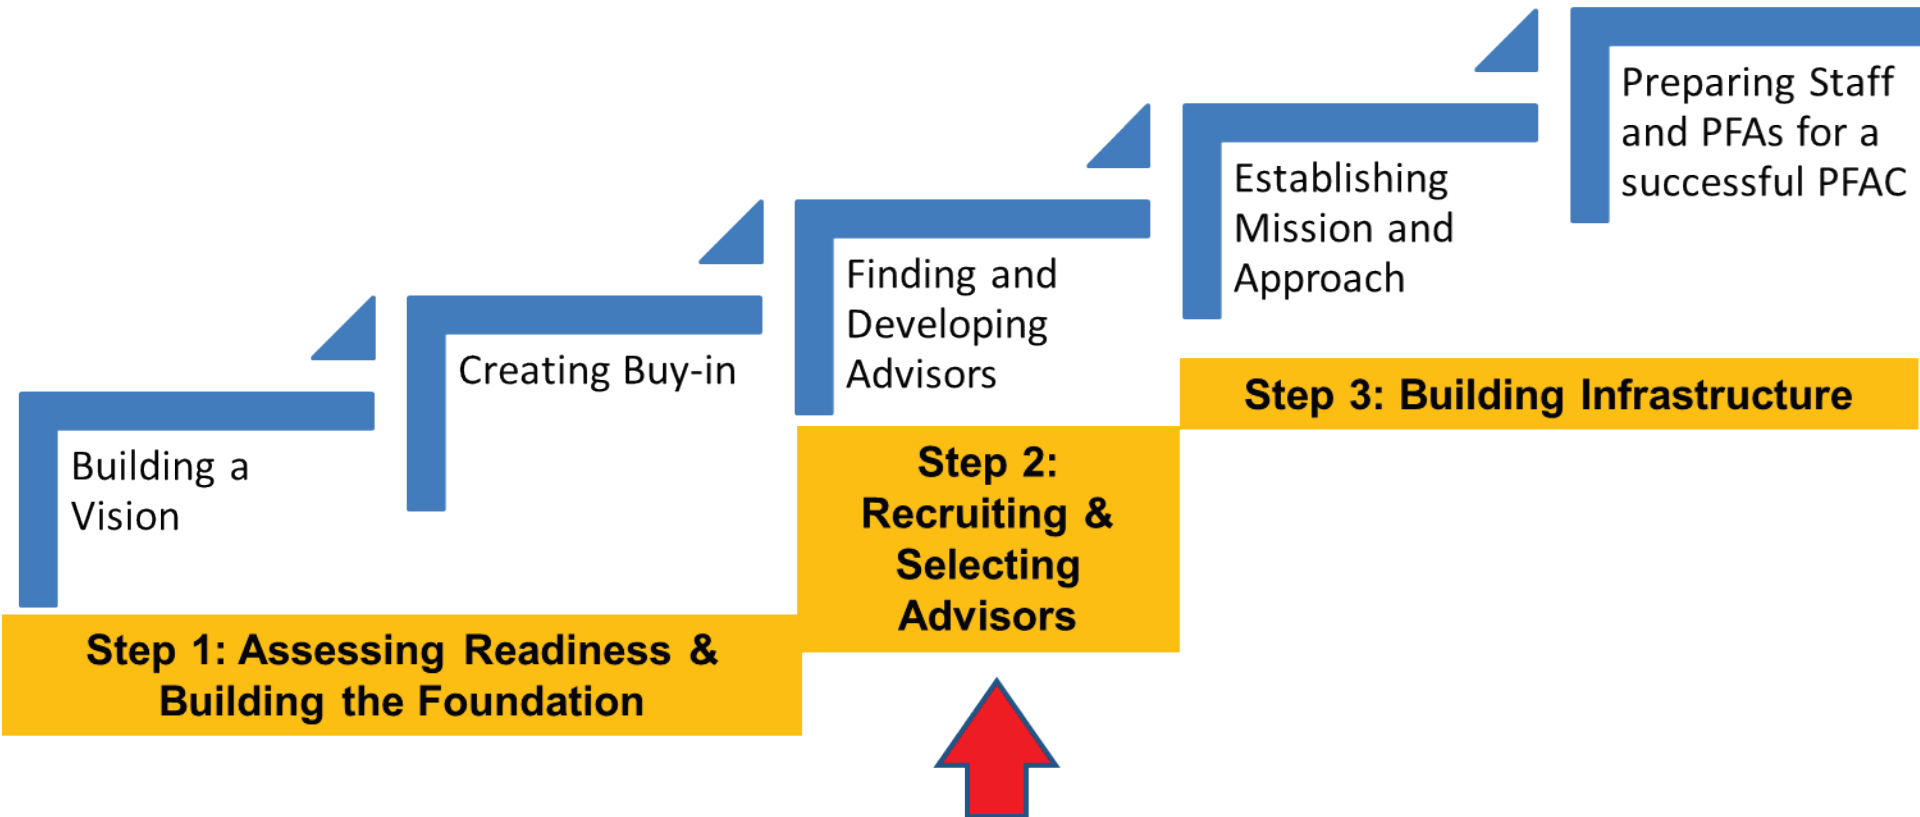 Building a
Vision
Creating Buy-in
Finding and
Developing
Advisors
Establishing
Mission and
Approach
Preparing Staff
and PFAs for a
successful PFAC
Step 1: Assessing Readiness &
Building the Foundation
Step 2:
Recruiting &
Selecting
Advisors
Step 3: Building Infrastructure